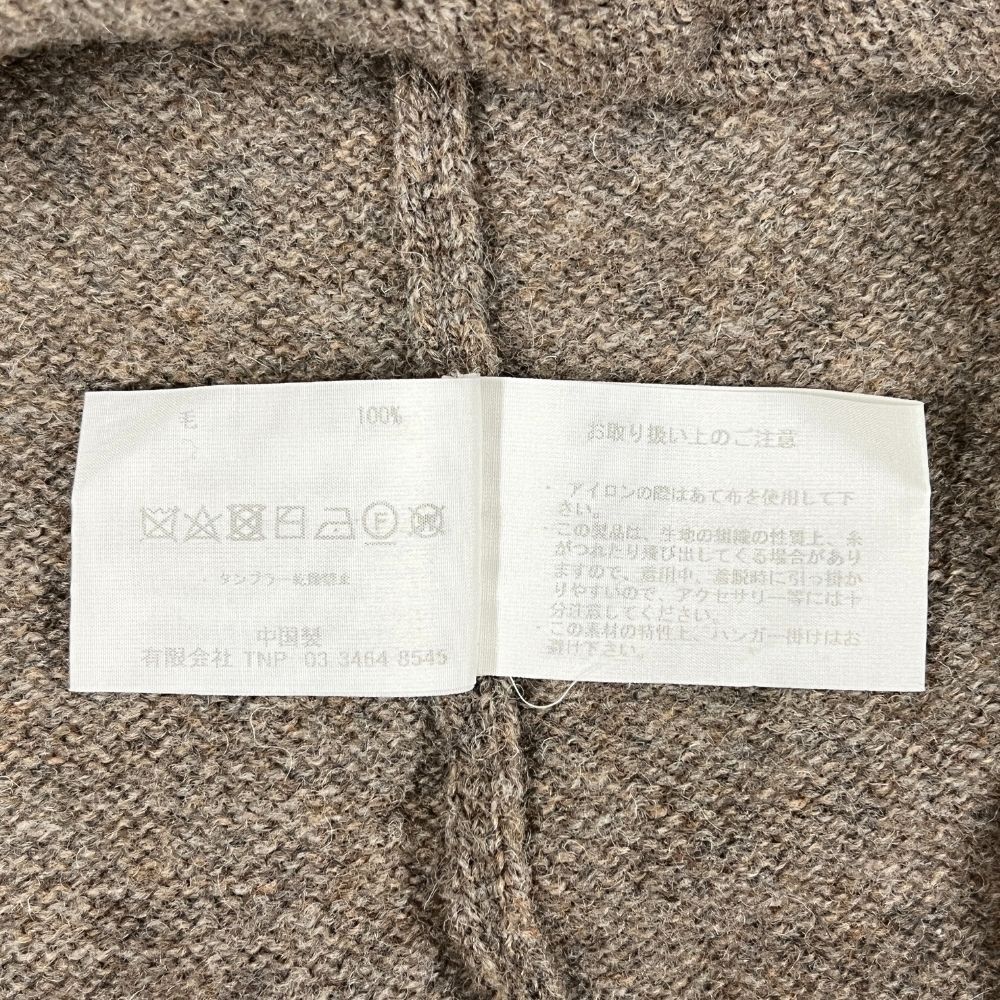 毛 100%
タンブラー乾燥禁止
中国製
有限会社 TNP 03 3464 8545
お取り扱い上のご注意
・アイロンの際はあて布を使用して下
さい。
・この製品は、生地の組織の性質上、糸
がつれたり飛び出してくる場合があり
ますので、着用中、着脱時に引っ掛か
りやすいので、アクセサリー等には十
分注意してください。
・この素材の特性上、ハンガー掛けはお
避け下さい。